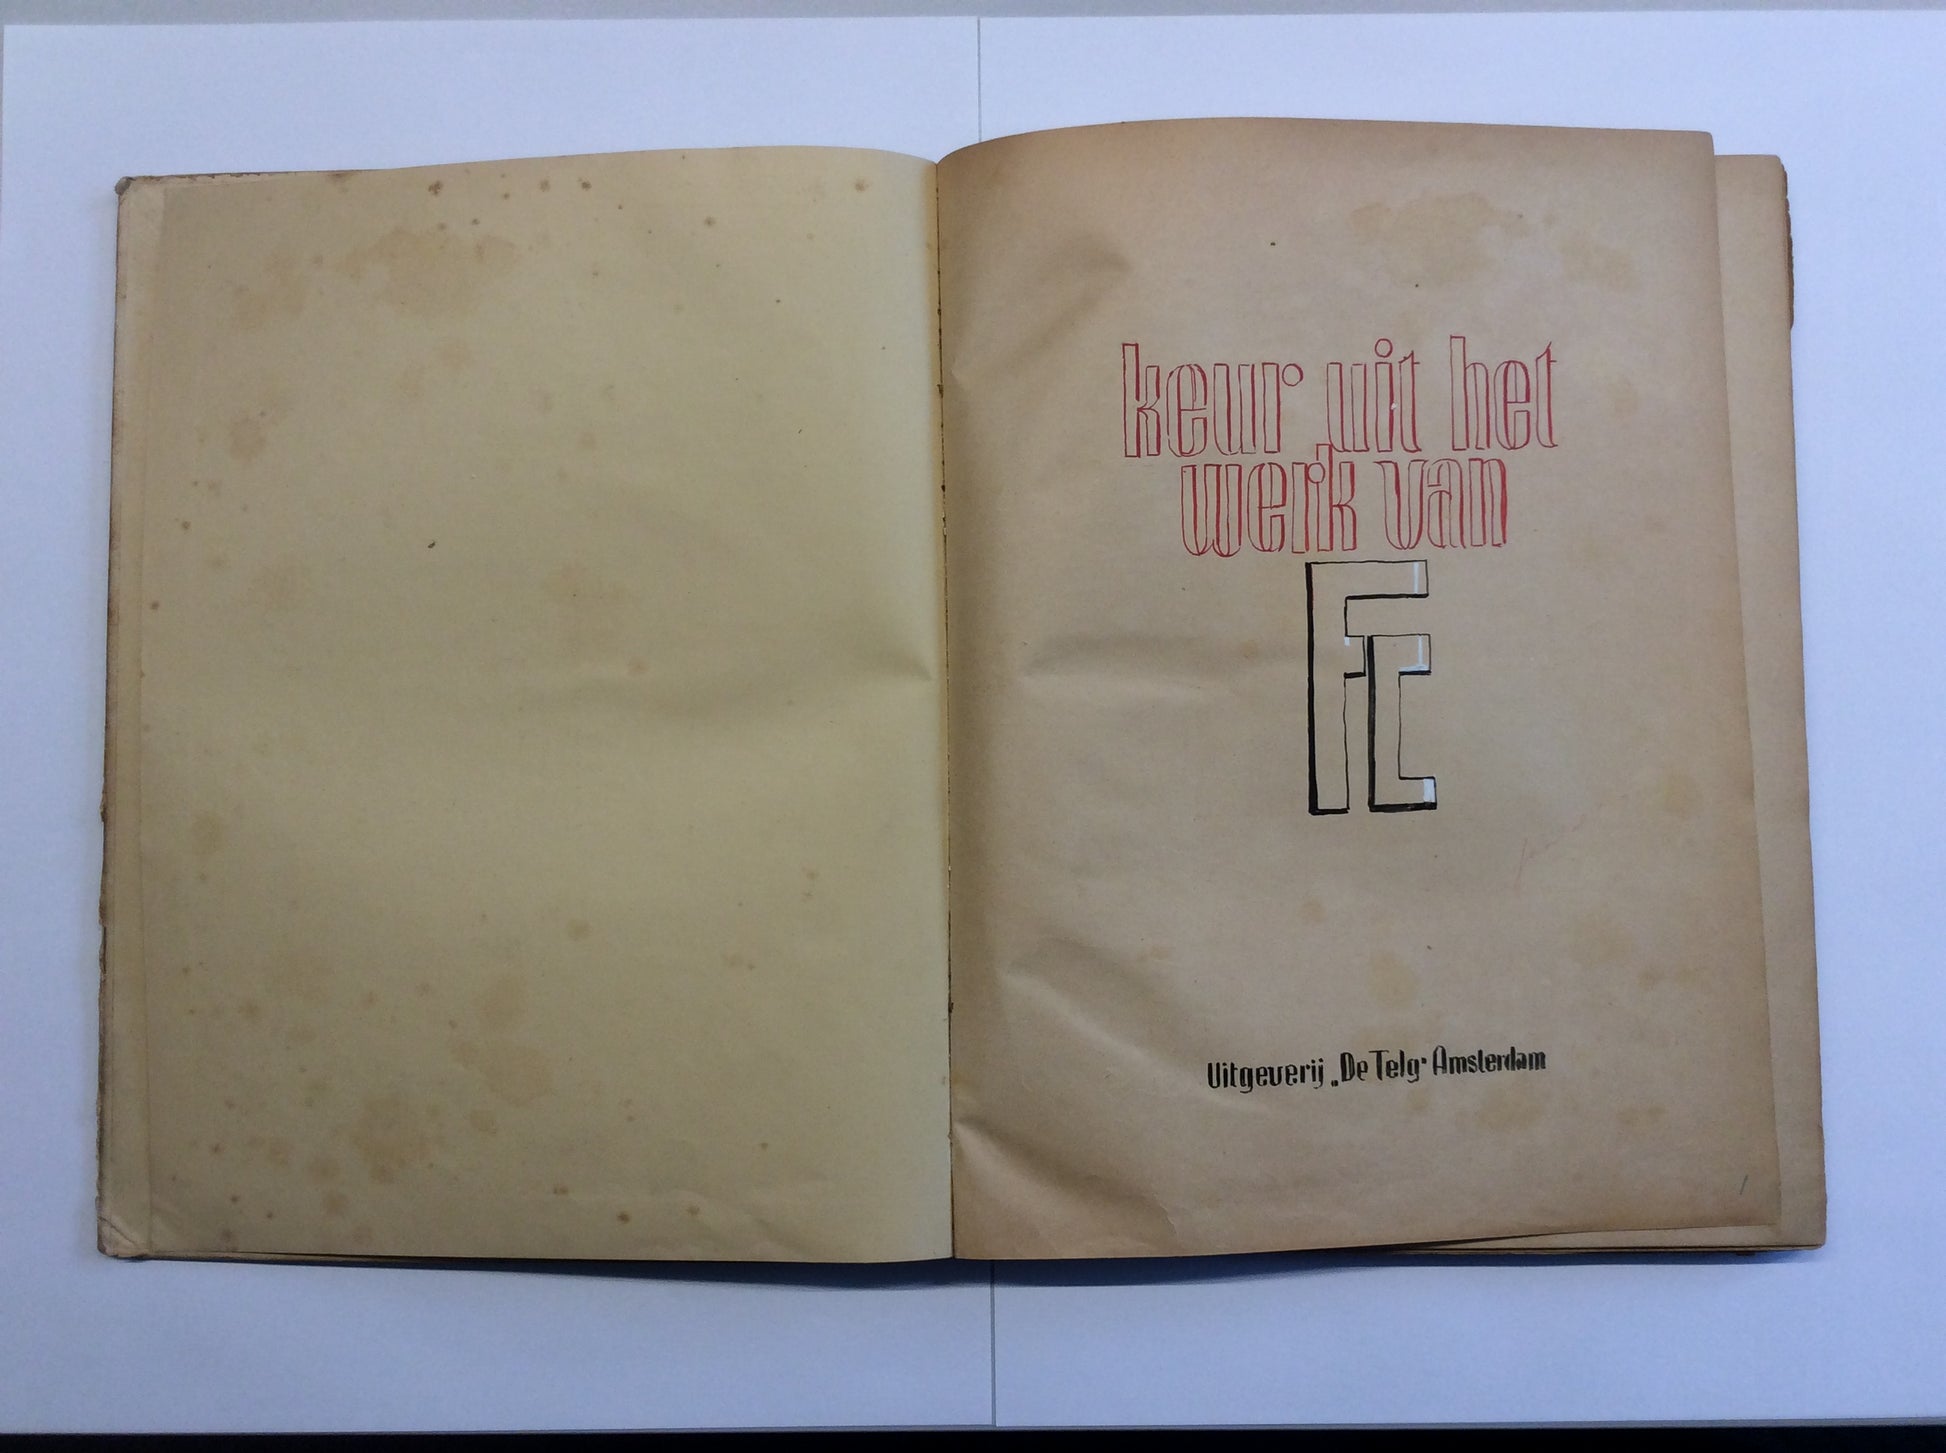 keur uit het
werk van
FC
Uitgeverij „De Telg" Amsterdam